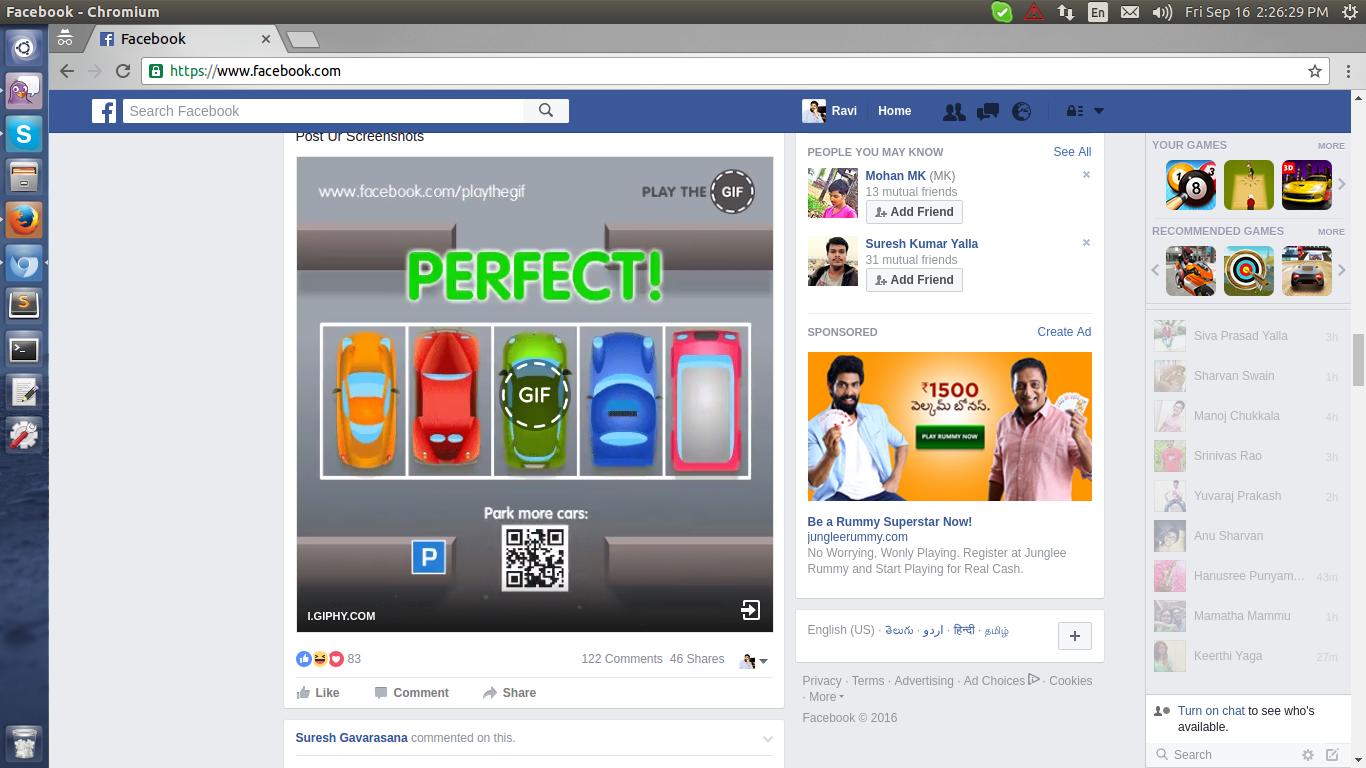 Facebook - Chromium
En
Fri Sep 16 2:26:29 PM
Facebook
https://www.facebook.com
Search Facebook
Ravi
Home
Post Ur Screenshots
www.facebook.com/playthegif
PLAY THE GIF
PERFECT!
GIF
Park more cars:
P
I.GIPHY.COM
83
122 Comments 46 Shares
Like
Comment
Share
Suresh Gavarasana commented on this.
PEOPLE YOU MAY KNOW
See All
Mohan MK (MK)
13 mutual friends
Add Friend
Suresh Kumar Yalla
31 mutual friends
Add Friend
SPONSORED
Create Ad
₹1500
వెల్కమ్ బోనస్.
PLAY RUMMY NOW
Be a Rummy Superstar Now!
jungleerummy.com
No Worrying, Wonly Playing. Register at Junglee
Rummy and Start Playing for Real Cash.
English (US) · తెలుగు · اردو · हिन्दी · தமிழ்
Privacy · Terms · Advertising · Ad Choices · Cookies
· More
Facebook © 2016
YOUR GAMES
MORE
1
8
3D
RECOMMENDED GAMES
MORE
Siva Prasad Yalla 3h
Sharvan Swain 1h
Manoj Chukkala 4h
Srinivas Rao 3h
Yuvaraj Prakash 2h
Anu Sharvan
Hanusree Punyam... 43m
Mamatha Mammu 1h
Keerthi Yaga 27m
Turn on chat to see who's
available.
Search